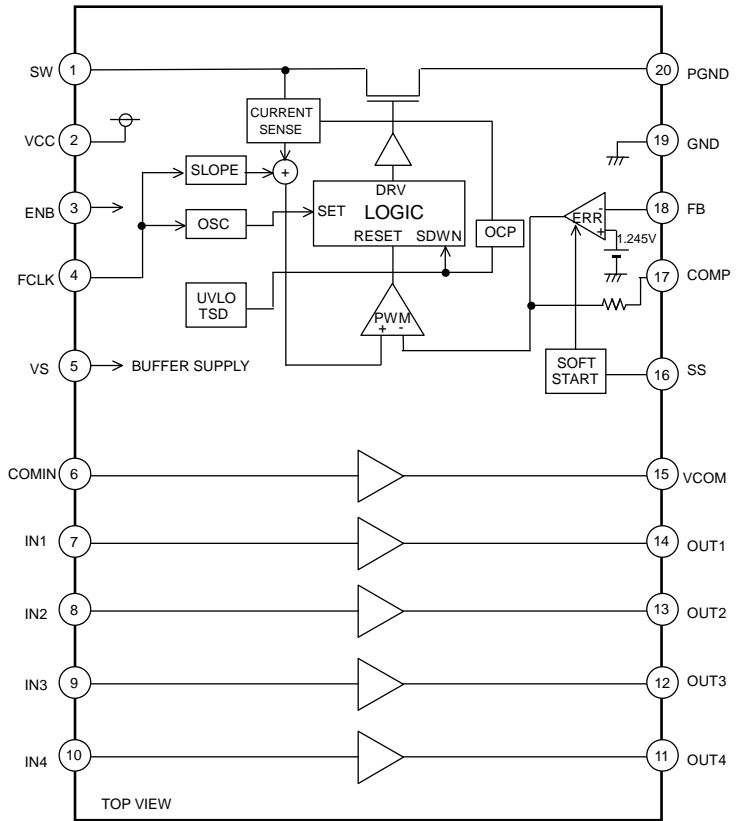 SW 1
20 PGND
CURRENT
SENSE
VCC 2
19 GND
SLOPE
+
DRV
LOGIC
SET
RESET SDWN
ENB 3
OSC
OCP
ERR
-
+
1.245V
18 FB
FCLK 4
17 COMP
UVLO
TSD
PWM
+ -
VS 5
BUFFER SUPPLY
SOFT
START
16 SS
COMIN 6
15 VCOM
IN1 7
14 OUT1
IN2 8
13 OUT2
IN3 9
12 OUT3
IN4 10
11 OUT4
TOP VIEW